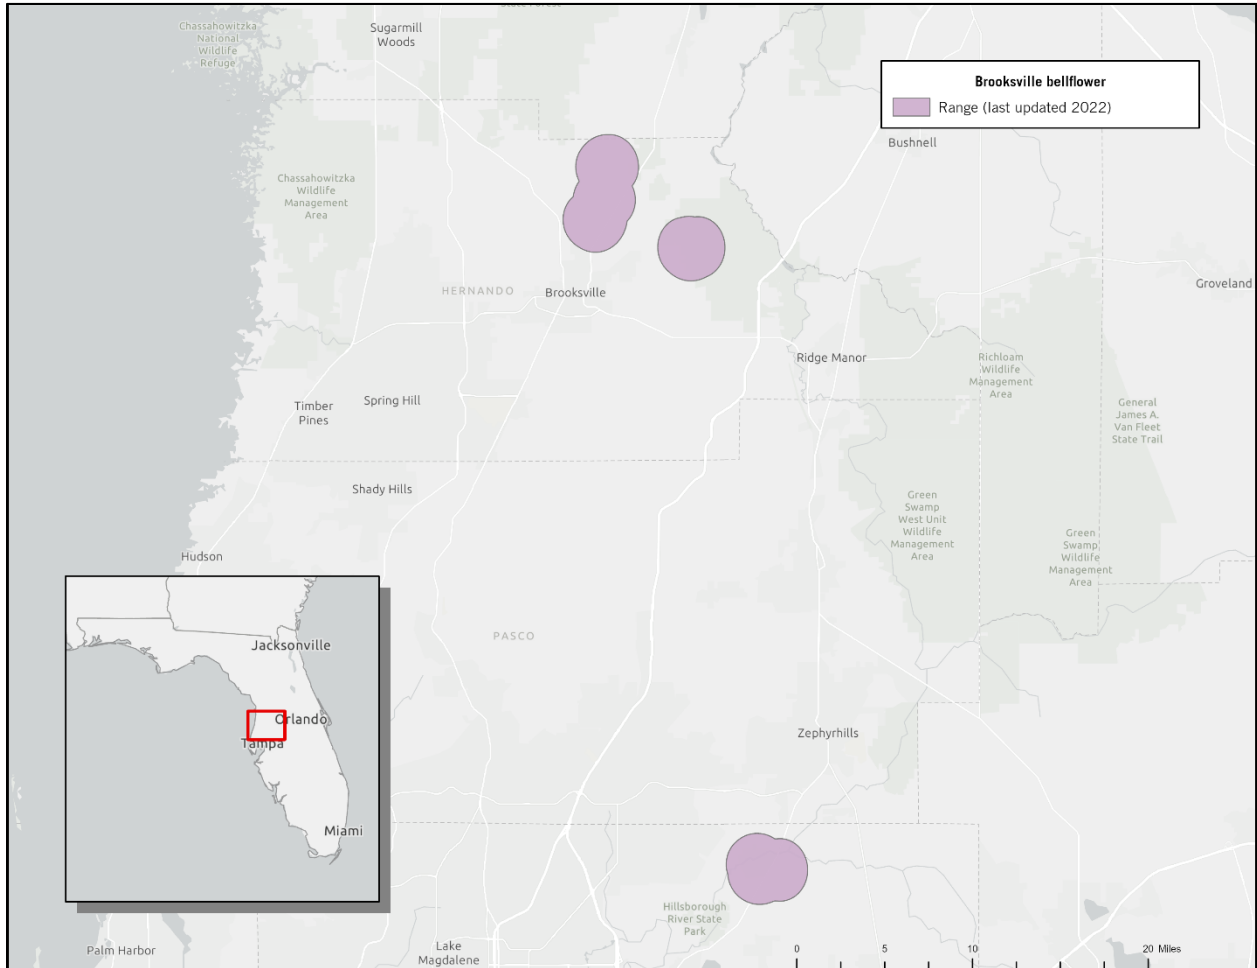 State Forest
Chassahowitzka
National
Wildlife
Refuge
Sugarmill
Woods
Brooksville bellflower
Range (last updated 2022)
Bushnell
Chassahowitzka
Wildlife
Management
Area
HERNANDO
Brooksville
Groveland
Ridge Manor
Richloam
Wildlife
Management
Area
Timber
Pines
Spring Hill
General
James A.
Van Fleet
State Trail
Shady Hills
Green
Swamp
West Unit
Wildlife
Management
Area
Green
Swamp
Wildlife
Management
Area
Hudson
PASCO
Jacksonville
Orlando
Tampa
Miami
Zephyrhills
Hillsborough
River State
Park
Palm Harbor
Lake
Magdalene
0 5 10 20 Miles